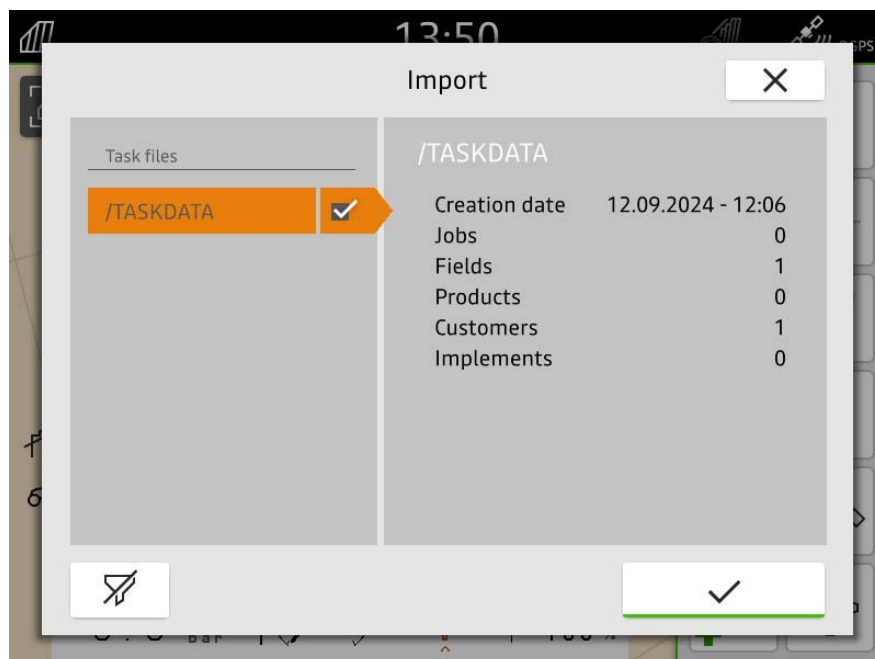 13:50
Import
Task files
/TASKDATA
/TASKDATA
Creation date 12.09.2024 - 12:06
Jobs 0
Fields 1
Products 0
Customers 1
Implements 0